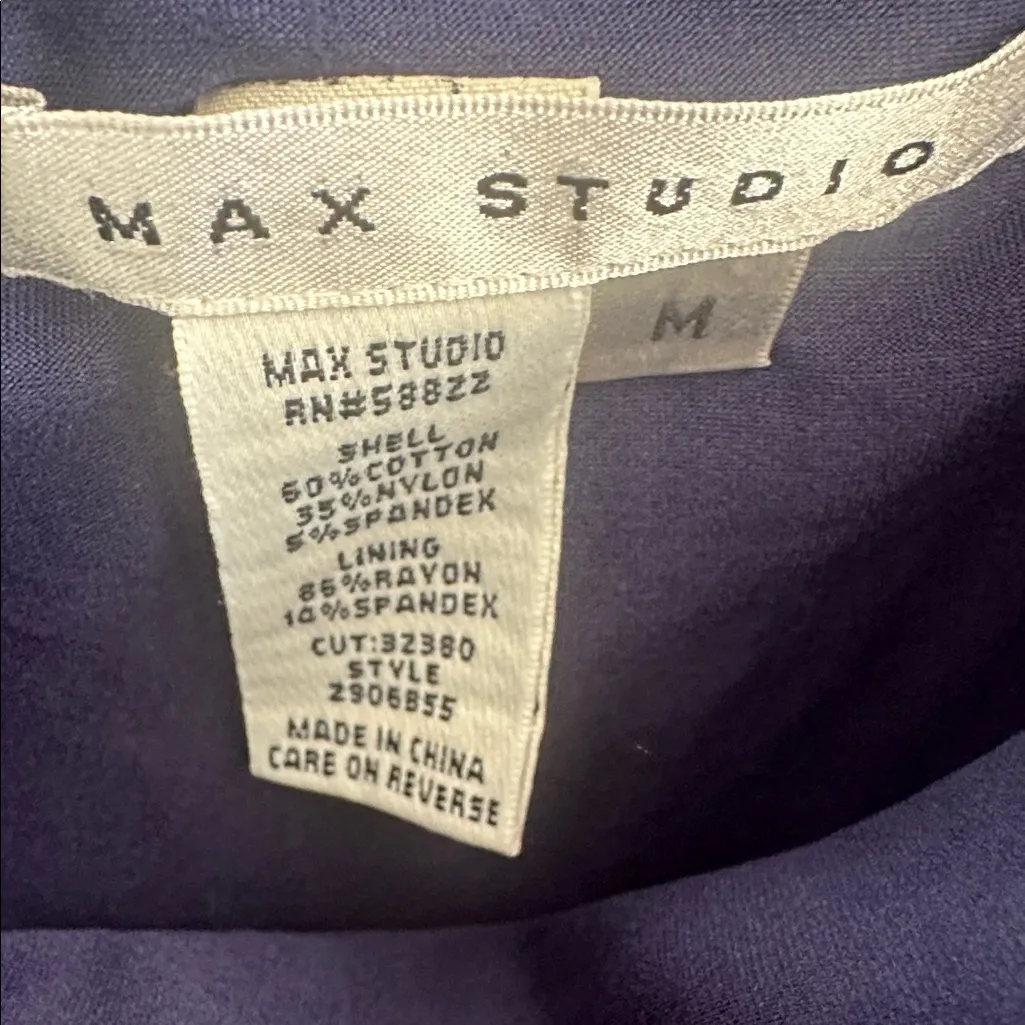 MAX STUDIO
M
MAX STUDIO
RN#58822
SHELL
60%COTTON
35%NYLON
5%SPANDEX
LINING
86%RAYON
14%SPANDEX
CUT:32380
STYLE
2906855
MADE IN CHINA
CARE ON REVERSE